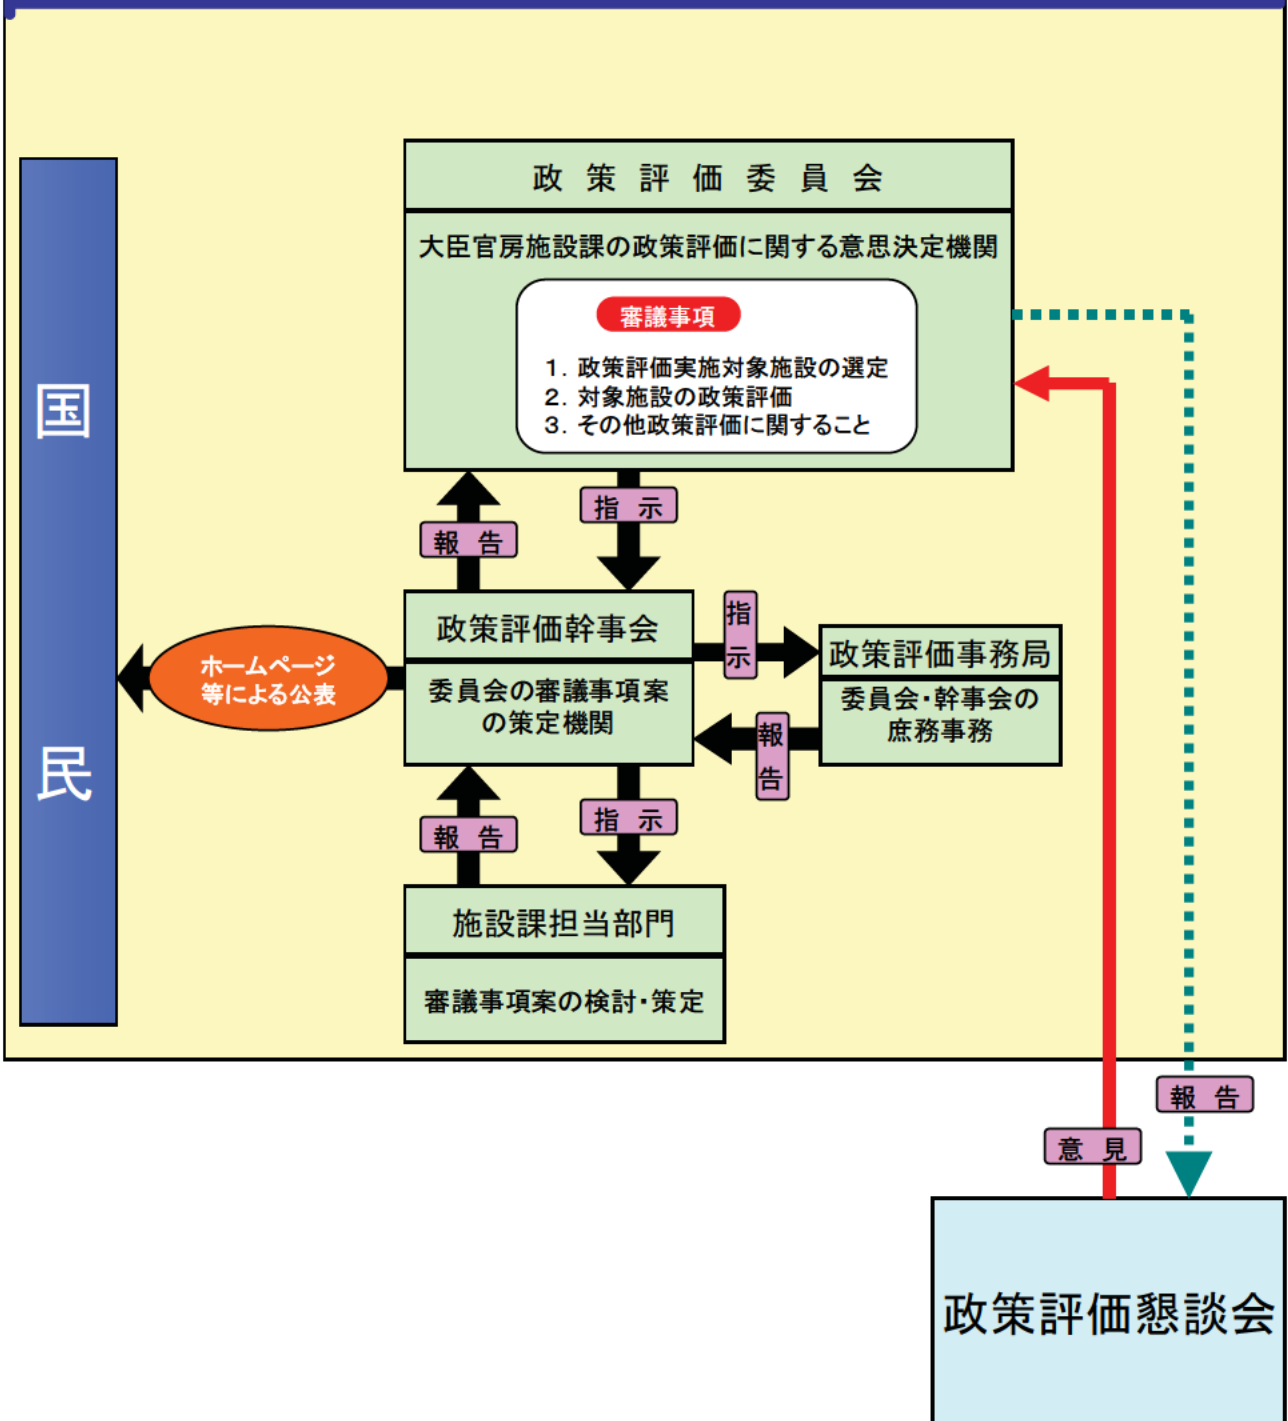 政策評価委員会
大臣官房施設課の政策評価に関する意思決定機関
審議事項
1．政策評価実施対象施設の選定
2．対象施設の政策評価
3．その他政策評価に関すること
国
民
報告
指示
政策評価幹事会
委員会の審議事項案
の策定機関
指
示
報
告
政策評価事務局
委員会・幹事会の
庶務事務
ホームページ
等による公表
報告
指示
施設課担当部門
審議事項案の検討・策定
報告
意見
政策評価懇談会